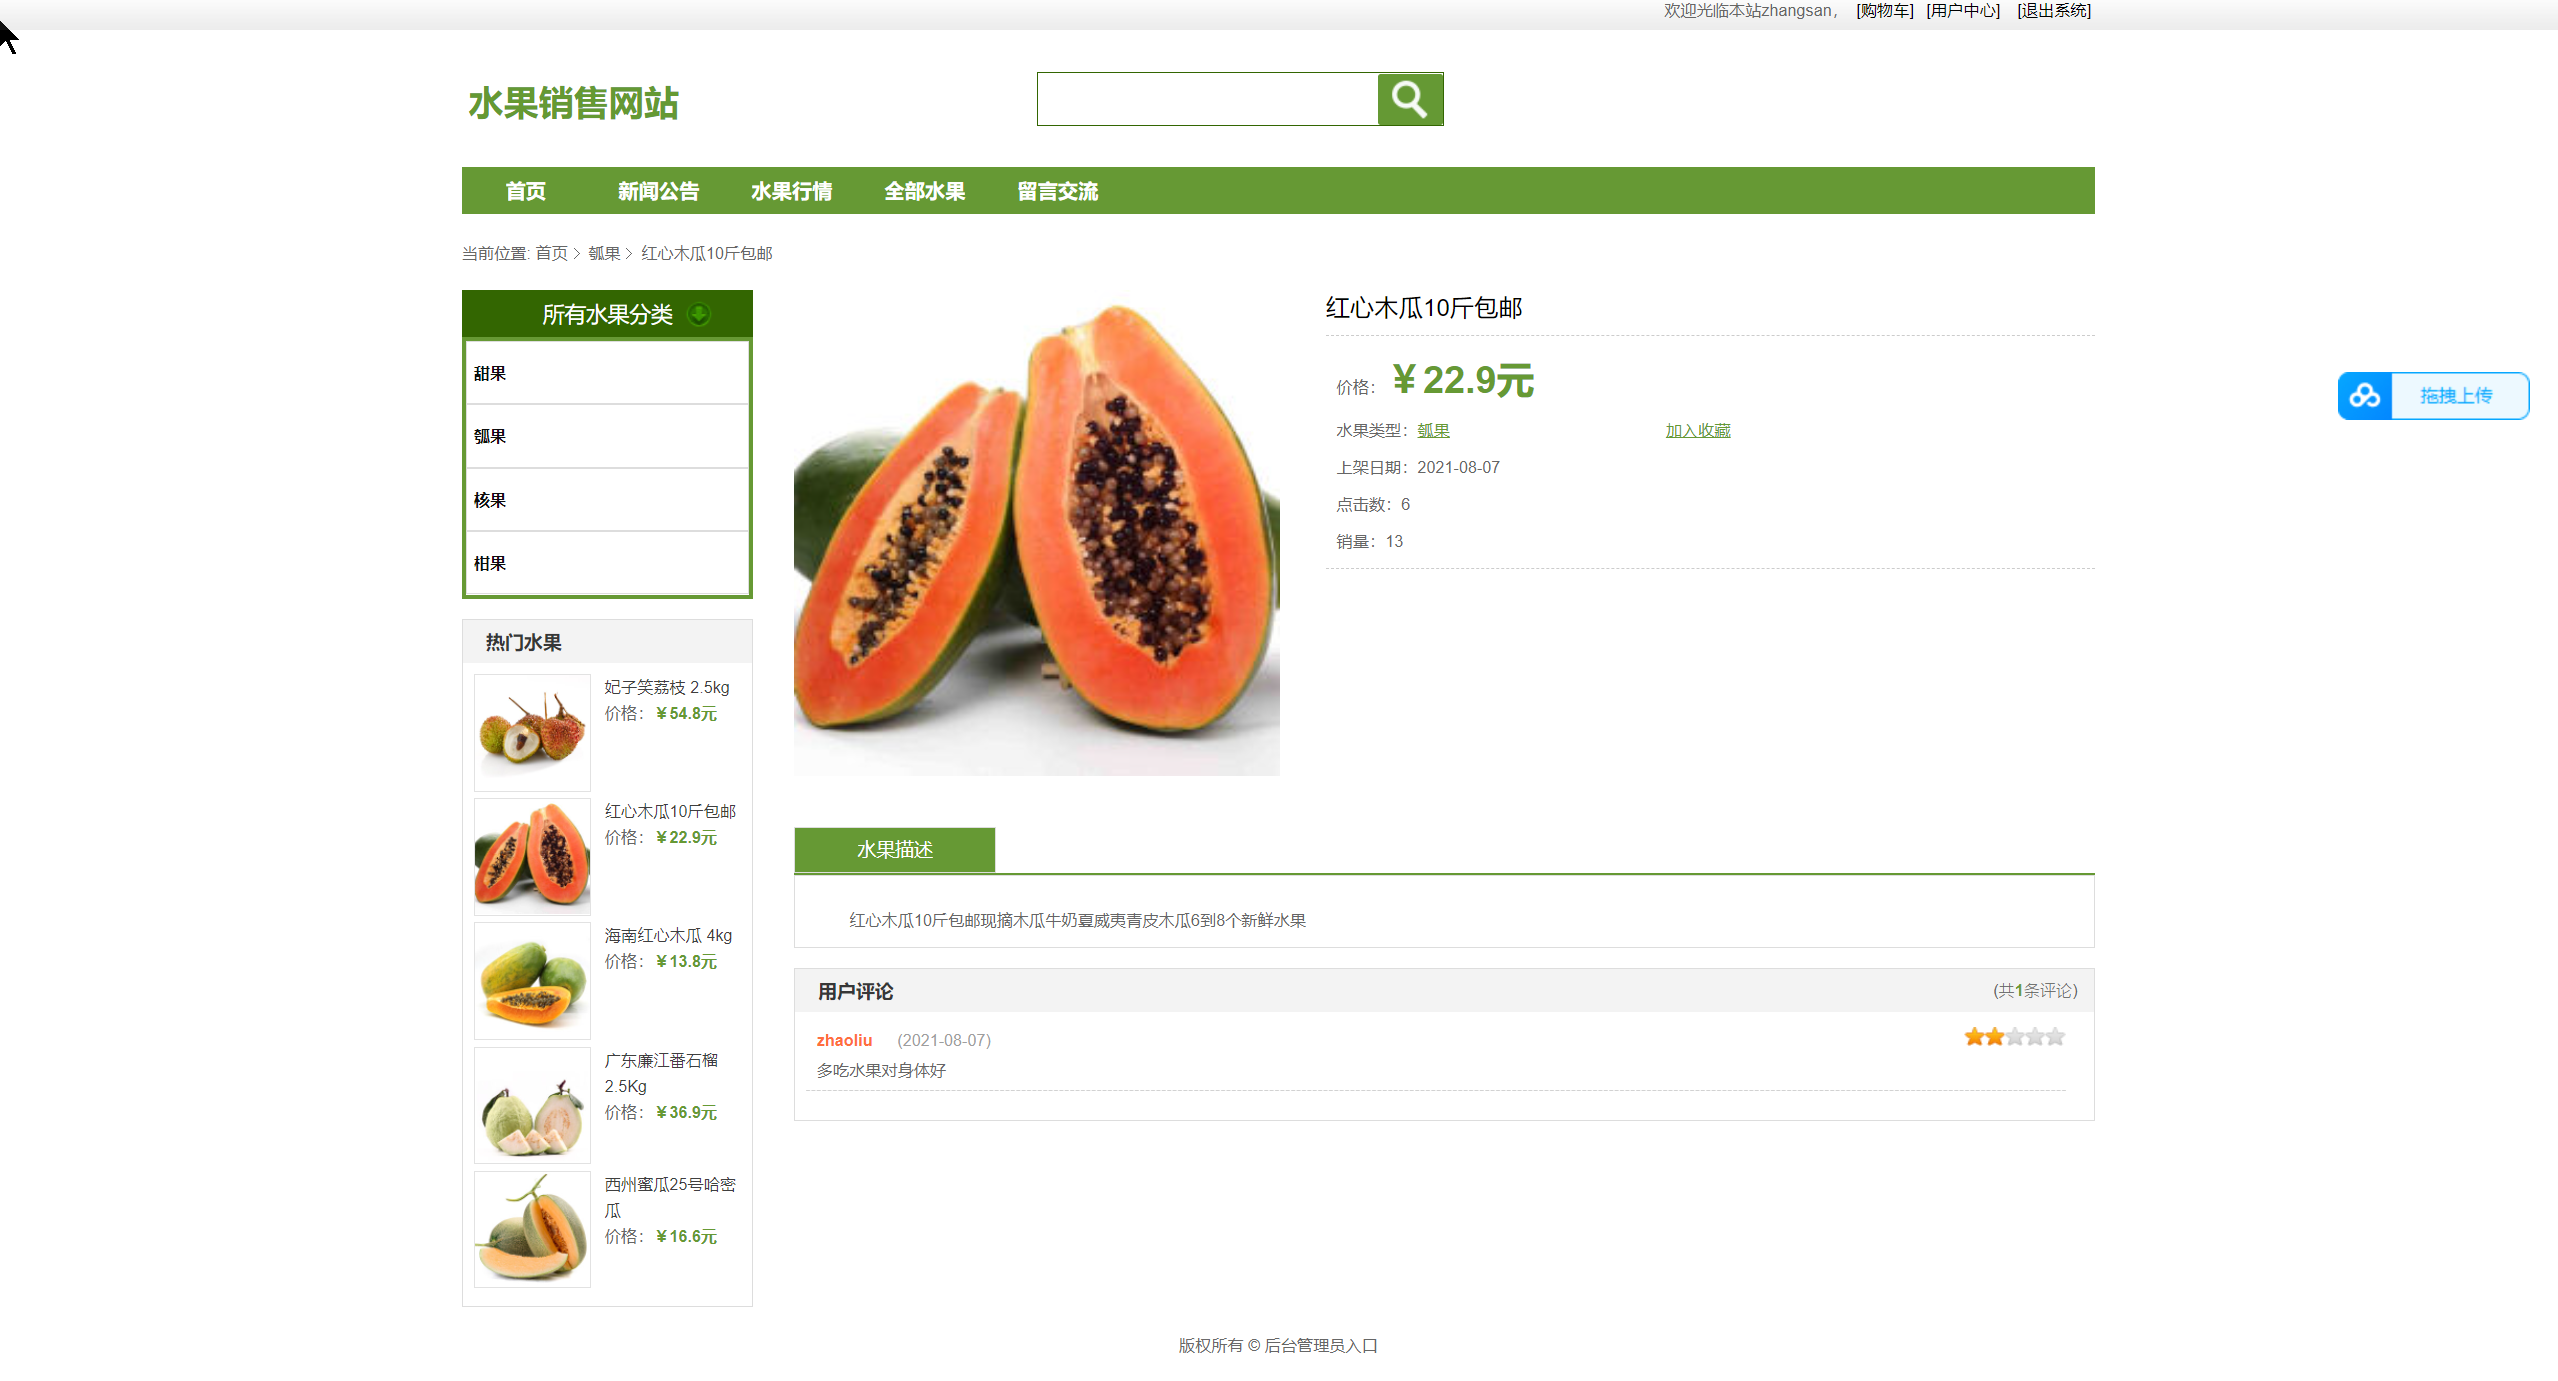 欢迎光临本站zhangsan， [购物车] [用户中心] [退出系统]
水果销售网站
首页 新闻公告 水果行情 全部水果 留言交流
当前位置: 首页 > 瓠果 > 红心木瓜10斤包邮
所有水果分类
甜果
瓠果
核果
柑果
热门水果
妃子笑荔枝 2.5kg
价格：￥54.8元
红心木瓜10斤包邮
价格：￥22.9元
海南红心木瓜 4kg
价格：￥13.8元
广东廉江番石榴
2.5Kg
价格：￥36.9元
西州蜜瓜25号哈密
瓜
价格：￥16.6元
红心木瓜10斤包邮
价格：￥22.9元
水果类型：瓠果 加入收藏
上架日期：2021-08-07
点击数：6
销量：13
拖拽上传
水果描述
红心木瓜10斤包邮现摘木瓜牛奶夏威夷青皮木瓜6到8个新鲜水果
用户评论 (共1条评论)
zhaoliu (2021-08-07)
多吃水果对身体好
版权所有 © 后台管理员入口